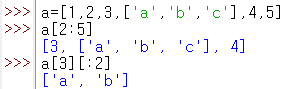 >>> a=[1,2,3,['a','b','c'],4,5]
>>> a[2:5]
[3, ['a', 'b', 'c'], 4]
>>> a[3][:2]
['a', 'b']